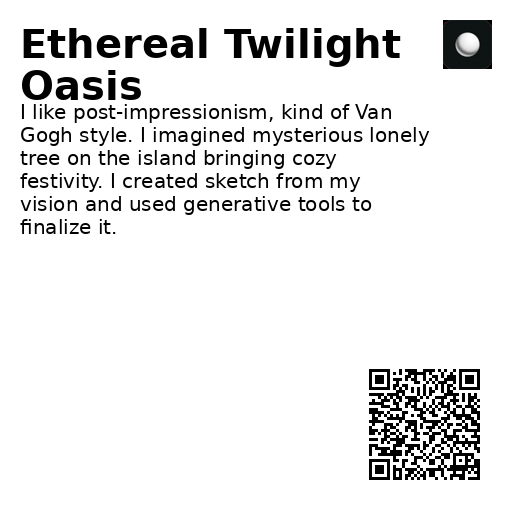 Ethereal Twilight
Oasis
I like post-impressionism, kind of Van
Gogh style. I imagined mysterious lonely
tree on the island bringing cozy
festivity. I created sketch from my
vision and used generative tools to
finalize it.